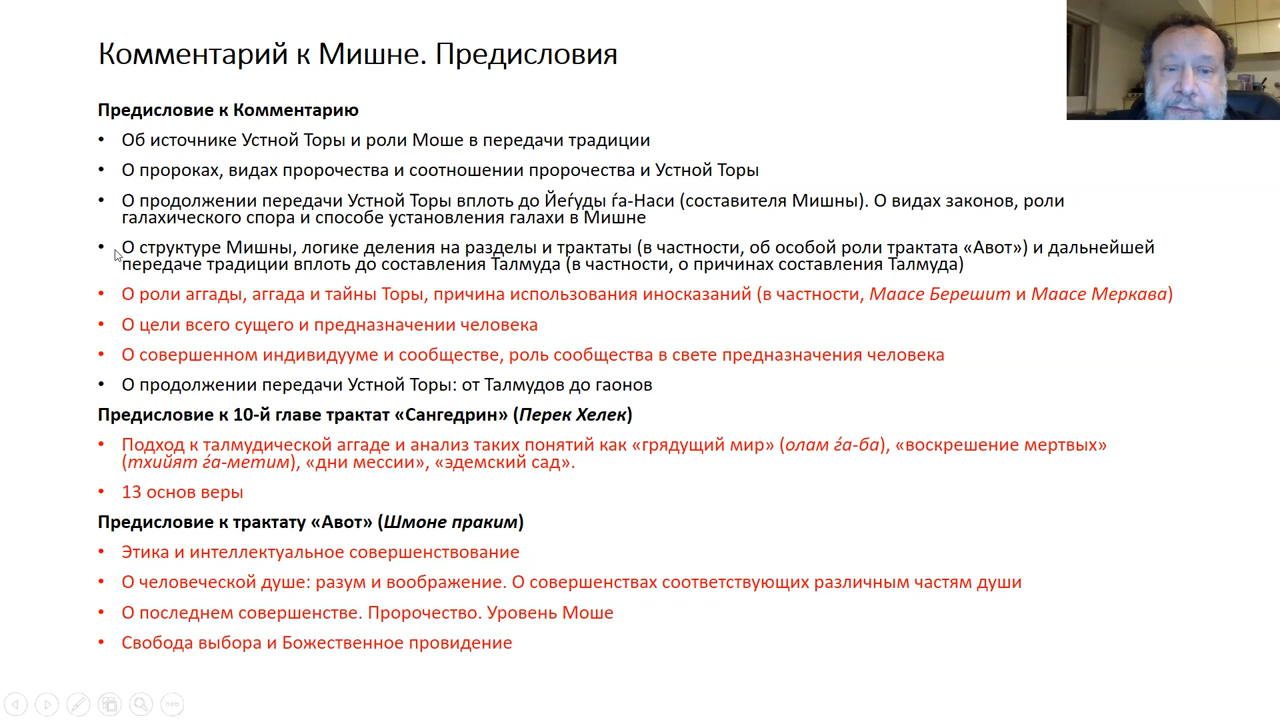 Комментарий к Мишне. Предисловия
Предисловие к Комментарию
• Об источнике Устной Торы и роли Моше в передачи традиции
• О пророках, видах пророчества и соотношении пророчества и Устной Торы
• О продолжении передачи Устной Торы вплоть до Йеѓуды ѓа-Наси (составителя Мишны). О видах законов, роли
галахического спора и способе установления галахи в Мишне
• О структуре Мишны, логике деления на разделы и трактаты (в частности, об особой роли трактата «Авот») и дальнейшей
передаче традиции вплоть до составления Талмуда (в частности, о причинах составления Талмуда)
• О роли аггады, аггада и тайны Торы, причина использования иносказаний (в частности, Маасе Берешит и Маасе Меркава)
• О цели всего сущего и предназначении человека
• О совершенном индивидууме и сообществе, роль сообщества в свете предназначения человека
• О продолжении передачи Устной Торы: от Талмудов до гаонов
Предисловие к 10-й главе трактат «Сангедрин» (Перек Хелек)
• Подход к талмудической аггаде и анализ таких понятий как «грядущий мир» (олам ѓа-ба), «воскрешение мертвых»
(тхийят ѓа-метим), «дни мессии», «эдемский сад».
• 13 основ веры
Предисловие к трактату «Авот» (Шмоне праким)
• Этика и интеллектуальное совершенствование
• О человеческой душе: разум и воображение. О совершенствах соответствующих различным частям души
• О последнем совершенстве. Пророчество. Уровень Моше
• Свобода выбора и Божественное провидение